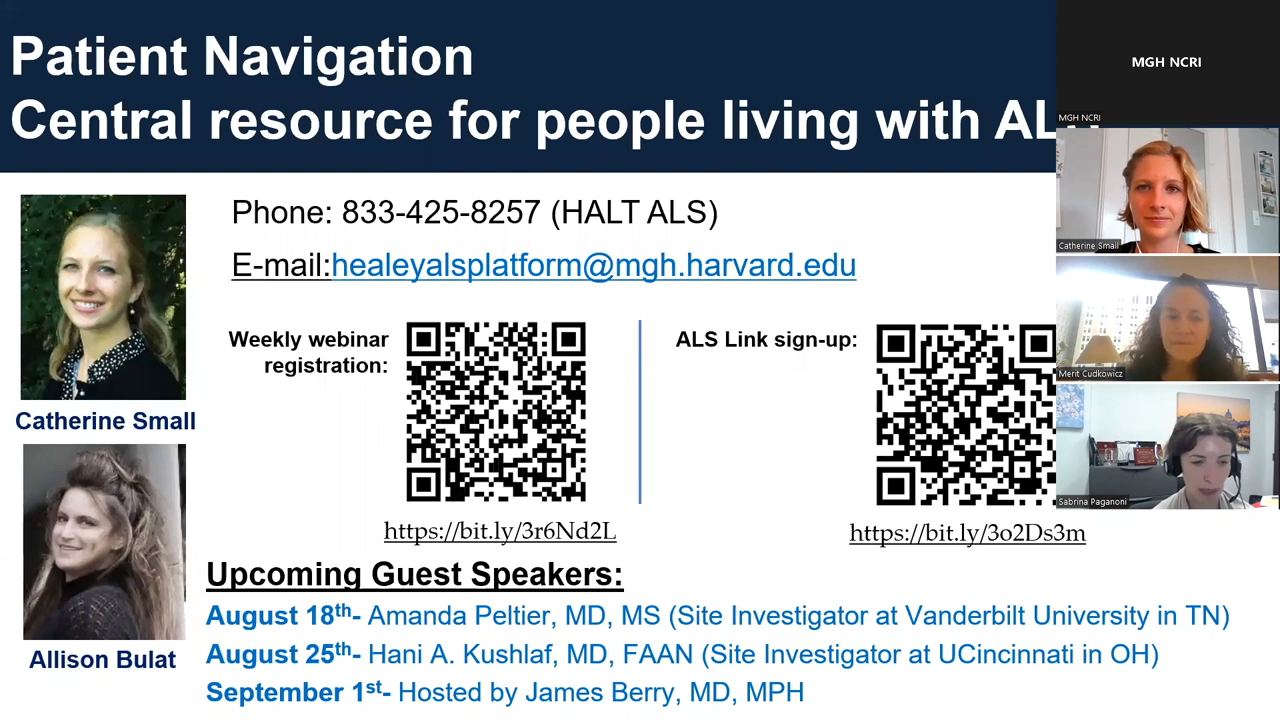 Patient Navigation
Central resource for people living with
MGH NCRI
MGH NCRI
Catherine Small
Merit Cudkowicz
Sabrina Paganoni
Phone: 833-425-8257 (HALT ALS)
E-mail:healeyalsplatform@mgh.harvard.edu
Weekly webinar
registration:
ALS Link sign-up:
Catherine Small
https://bit.ly/3r6Nd2L
https://bit.ly/3o2Ds3m
Allison Bulat
Upcoming Guest Speakers:
August 18th- Amanda Peltier, MD, MS (Site Investigator at Vanderbilt University in TN)
August 25th- Hani A. Kushlaf, MD, FAAN (Site Investigator at UCincinnati in OH)
September 1st- Hosted by James Berry, MD, MPH